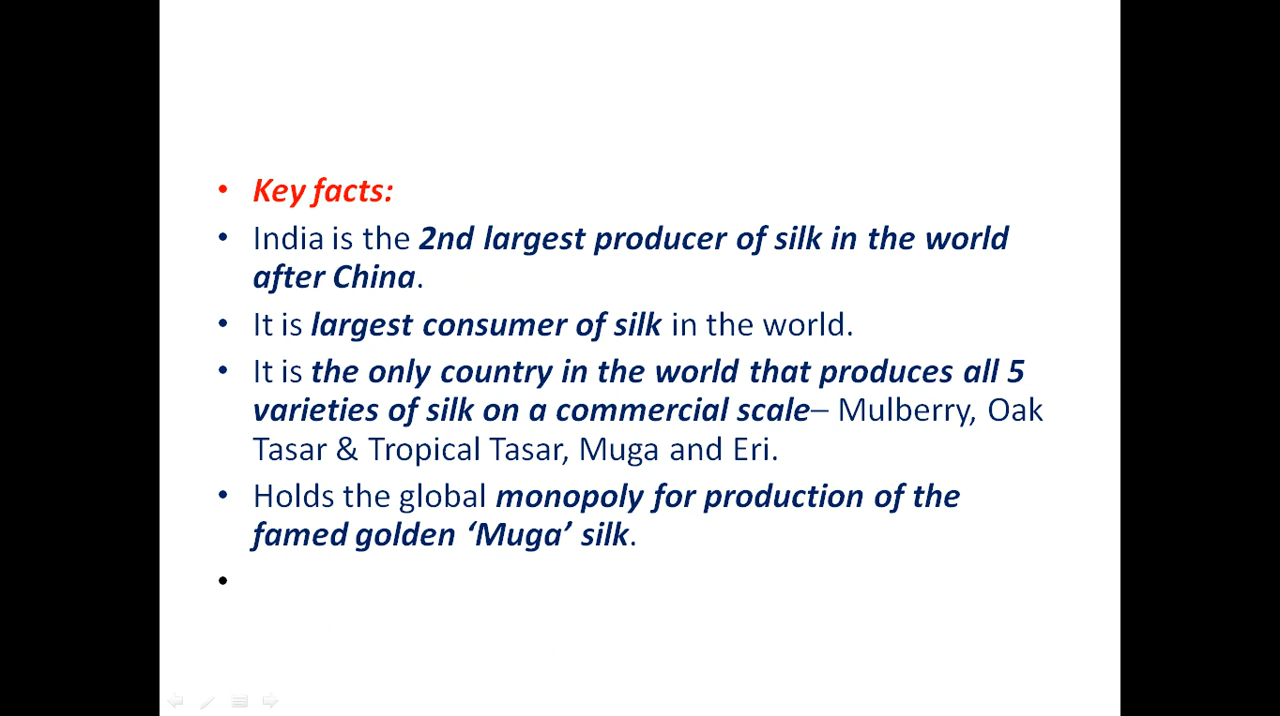 • Key facts:
• India is the 2nd largest producer of silk in the world
after China.
• It is largest consumer of silk in the world.
• It is the only country in the world that produces all 5
varieties of silk on a commercial scale– Mulberry, Oak
Tasar & Tropical Tasar, Muga and Eri.
• Holds the global monopoly for production of the
famed golden ‘Muga’ silk.
•